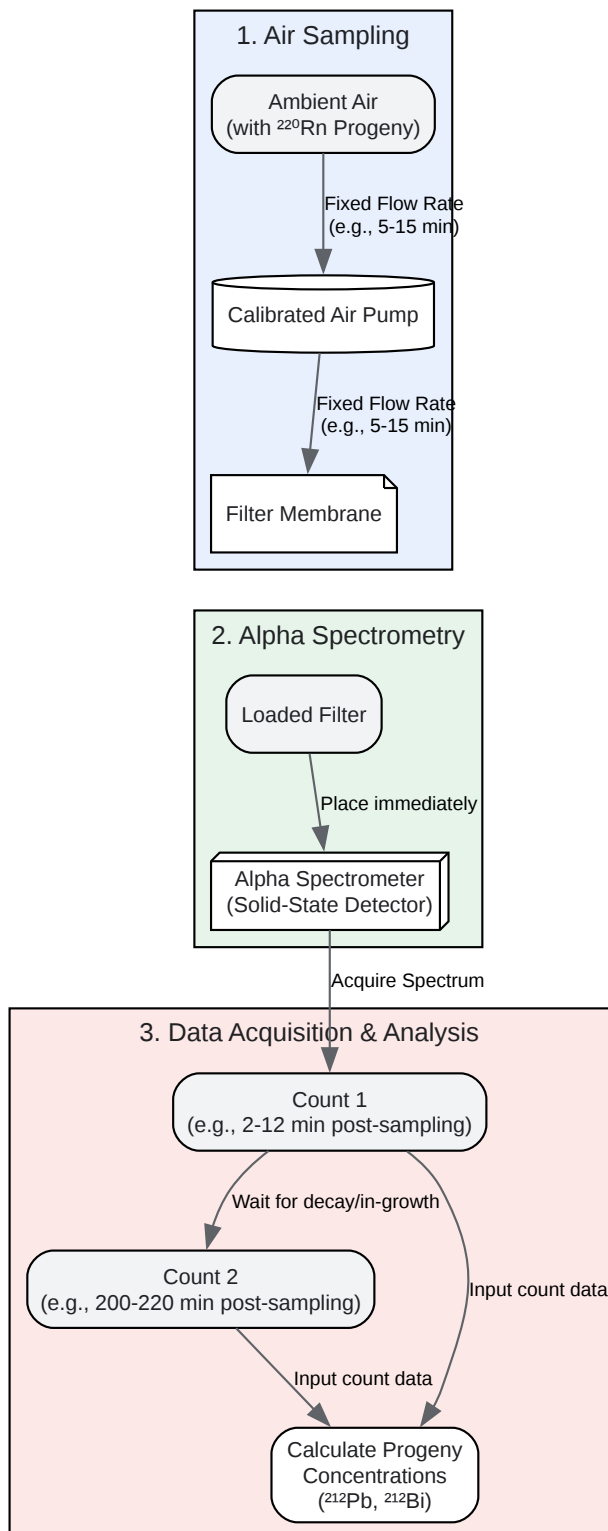 1. Air Sampling
Ambient Air
(with ²²⁰Rn Progeny)
Fixed Flow Rate
(e.g., 5-15 min)
Calibrated Air Pump
Fixed Flow Rate
(e.g., 5-15 min)
Filter Membrane
2. Alpha Spectrometry
Loaded Filter
Place immediately
Alpha Spectrometer
(Solid-State Detector)
Acquire Spectrum
3. Data Acquisition & Analysis
Count 1
(e.g., 2-12 min post-sampling)
Wait for decay/in-growth
Count 2
(e.g., 200-220 min post-sampling)
Input count data
Input count data
Calculate Progeny
Concentrations
(²¹²Pb, ²¹²Bi)